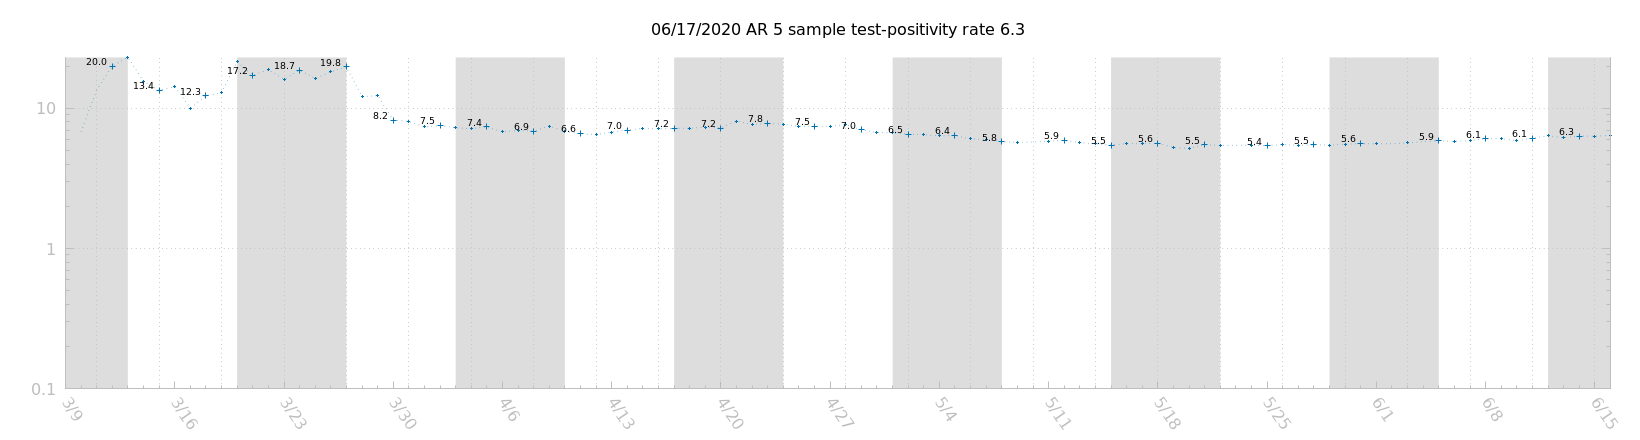 06/17/2020 AR 5 sample test-positivity rate 6.3
20.0 13.4 12.3 17.2 18.7 19.8 8.2 7.5 7.4 6.9 6.6 7.0 7.2 7.2 7.8 7.5 7.0 6.5 6.4 5.8 5.9 5.5 5.6 5.5 5.4 5.5 5.6 5.9 6.1 6.1 6.3
10
1
0.1
3/9 3/16 3/23 3/30 4/6 4/13 4/20 4/27 5/4 5/11 5/18 5/25 6/1 6/8 6/15